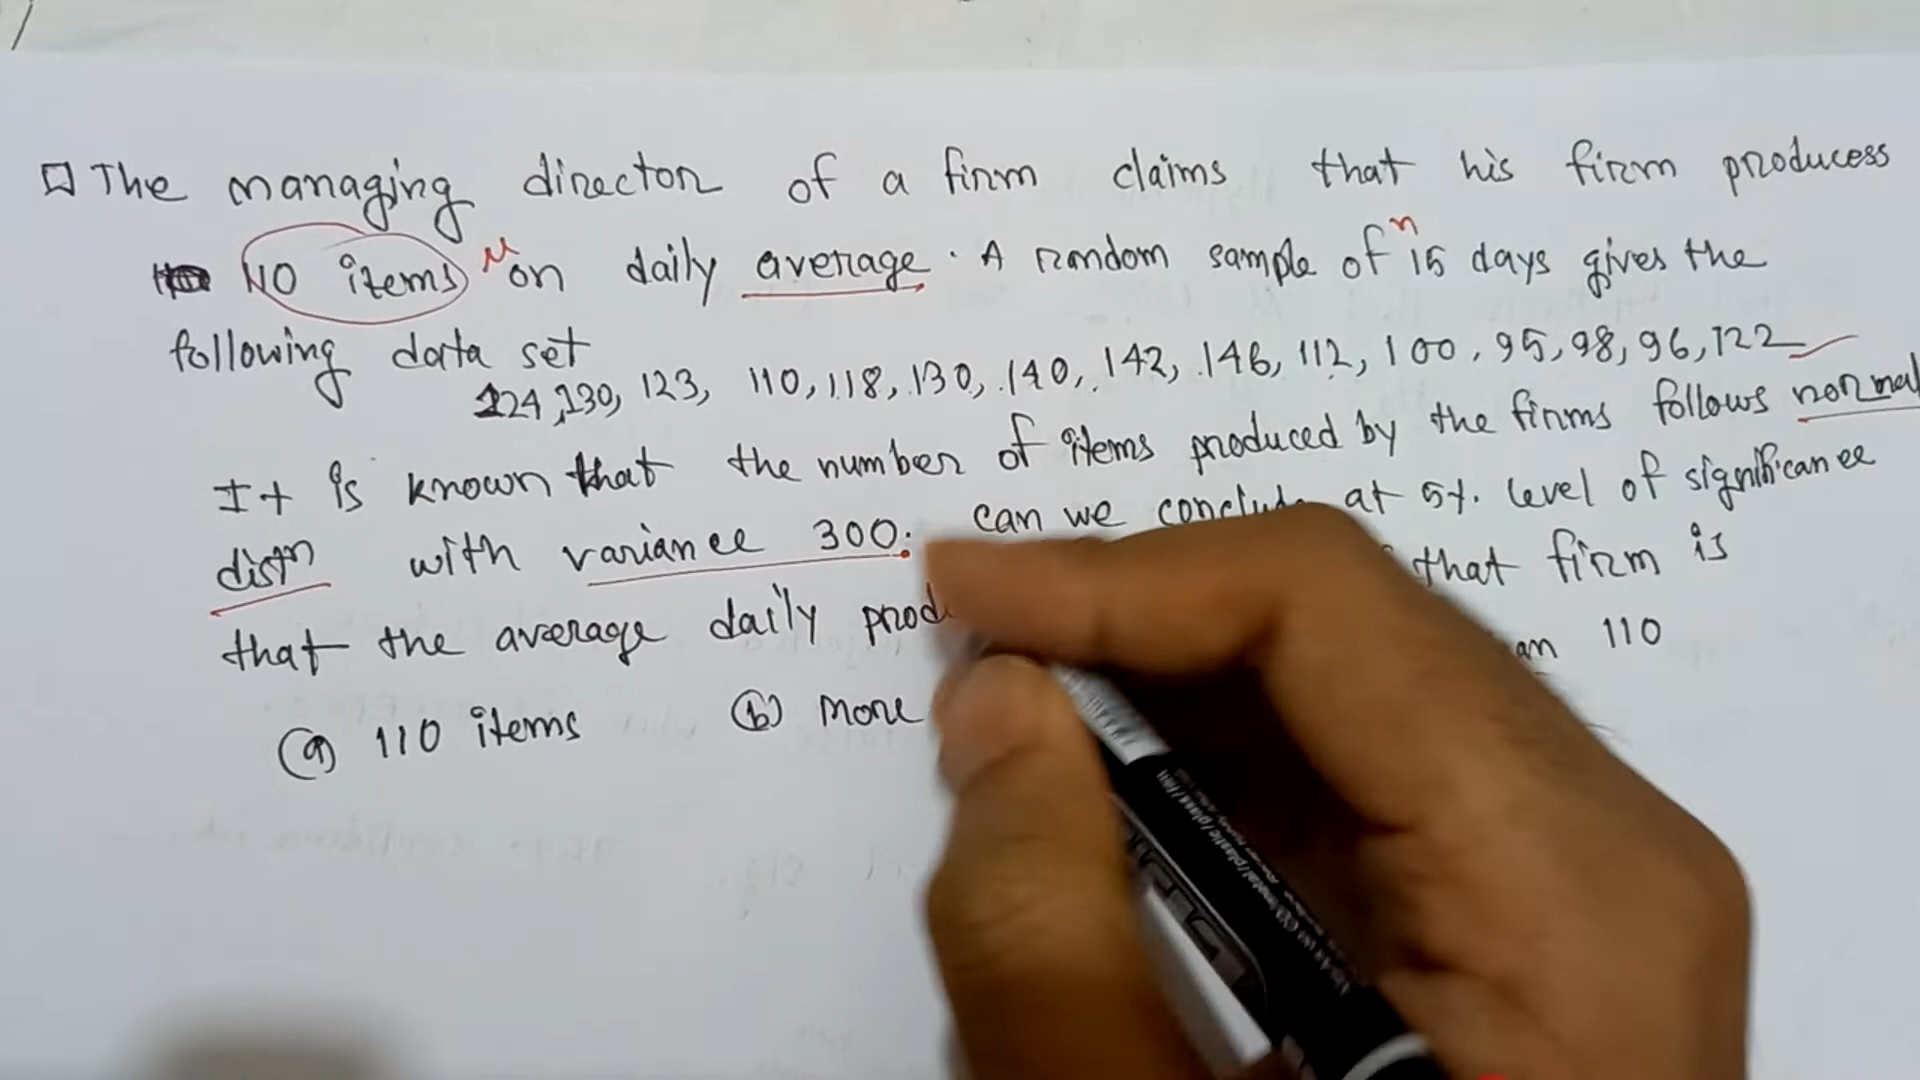 The managing director of a firm claims that his firm producess
110 items μ on daily average. A random sample of n 15 days gives the
following data set
124, 130, 123, 110, 118, 130, 140, 142, 146, 112, 100, 95, 98, 96, 122
It is known that the number of items produced by the firms follows normal
distn with variance 300. can we conclude at 5%. level of significance
that the average daily that firm is
(a) 110 items (b) more 110